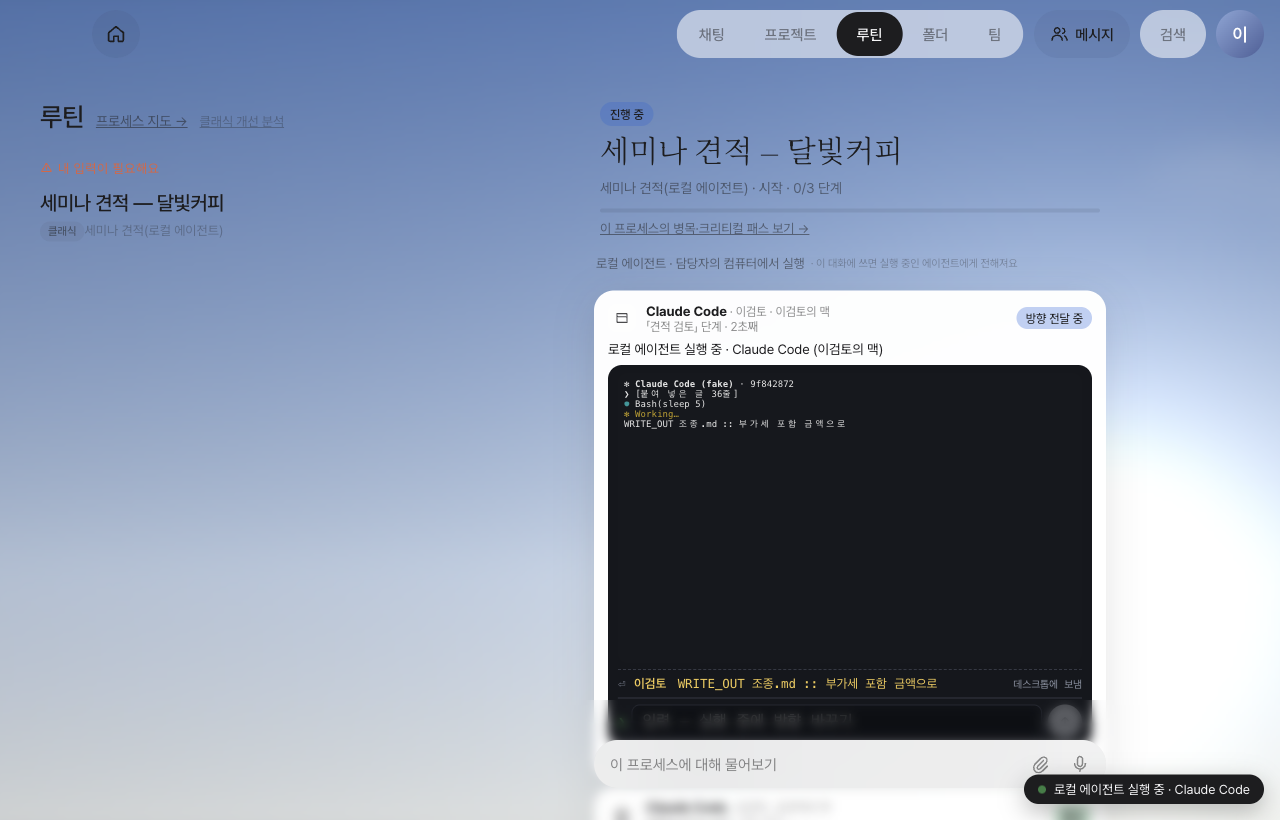 채팅
프로젝트
루틴
폴더
팀
메시지
검색
이
루틴
프로세스 지도 →
클래식 개선 분석
세미나 견적 — 달빛커피
클래식 세미나 견적(로컬 에이전트)
진행 중
세미나 견적 – 달빛커피
세미나 견적(로컬 에이전트) · 시작 · 0/3 단계
이 프로세스의 병목·크리티컬 패스 보기 →
로컬 에이전트 · 담당자의 컴퓨터에서 실행 · 이 대화에 쓰면 실행 중인 에이전트에게 전해져요
Claude Code · 이검토 · 이검토의 맥
「견적 검토」 단계 · 2초째
방향 전달 중
로컬 에이전트 실행 중 · Claude Code (이검토의 맥)
✻ Claude Code (fake) · 9f842872
❯ [붙여 넣은 글 36줄]
● Bash(sleep 5)
✻ Working…
WRITE_OUT 조종.md :: 부가세 포함 금액으로
⏎ 이검토 WRITE_OUT 조종.md :: 부가세 포함 금액으로 데스크톱에 보냄
이 프로세스에 대해 물어보기
로컬 에이전트 실행 중 · Claude Code